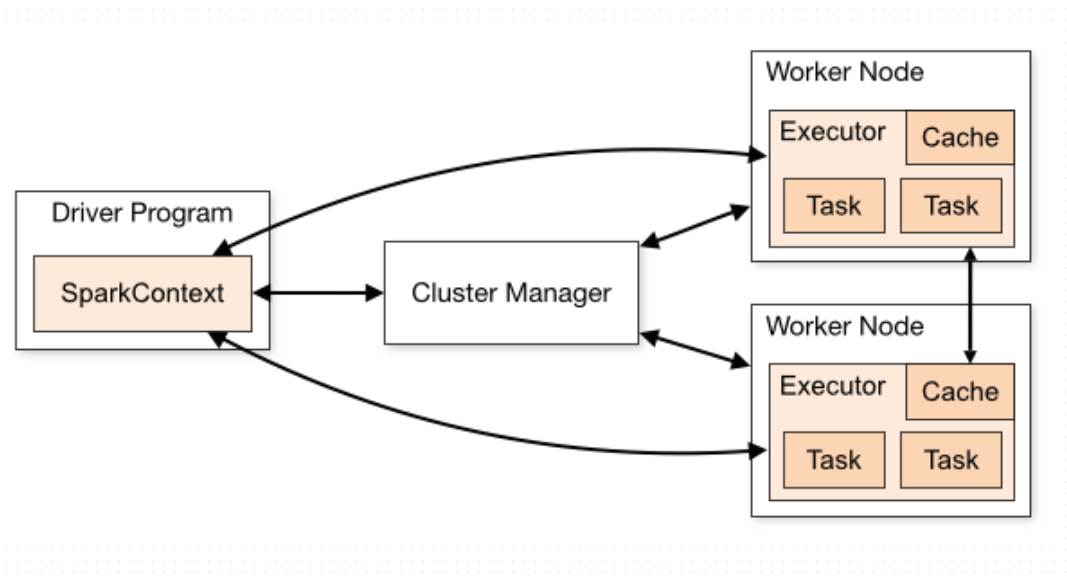 Driver Program
SparkContext
Cluster Manager
Worker Node
Executor
Cache
Task
Task
Worker Node
Executor
Cache
Task
Task